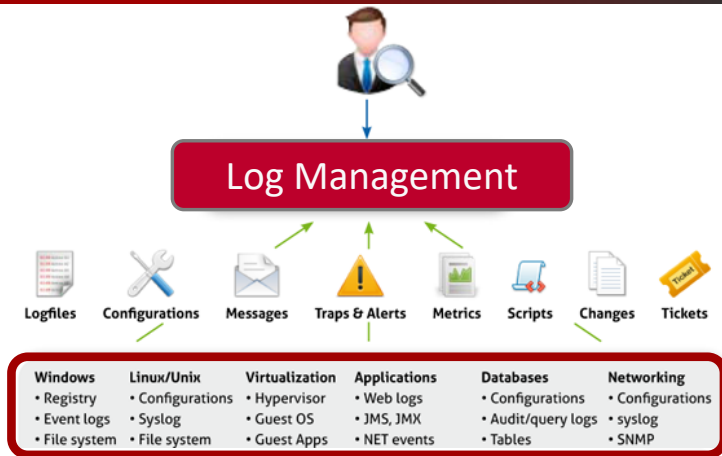 Log Management
Logfiles Configurations Messages Traps & Alerts Metrics Scripts Changes Tickets
Ticket
Windows Linux/Unix Virtualization Applications Databases Networking
• Registry • Configurations • Hypervisor • Web logs • Configurations • Configurations
• Event logs • Syslog • Guest OS • JMS, JMX • Audit/query logs • syslog
• File system • File system • Guest Apps • NET events • Tables • SNMP